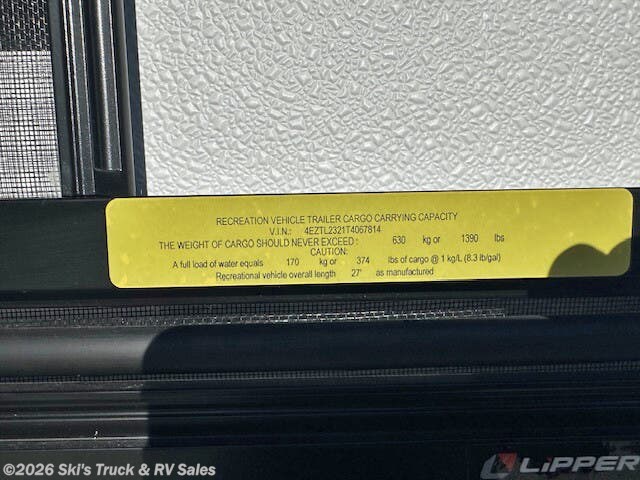 RECREATION VEHICLE TRAILER CARGO CARRYING CAPACITY
V.I.N.: 4EZTL2321T4067814
THE WEIGHT OF CARGO SHOULD NEVER EXCEED: 630 kg or 1390 lbs
CAUTION:
A full load of water equals 170 kg or 374 lbs of cargo @ 1 kg/L (8.3 lb/gal)
Recreational vehicle overall length 27' as manufactured
LIPPER
©2026 Ski's Truck & RV Sales